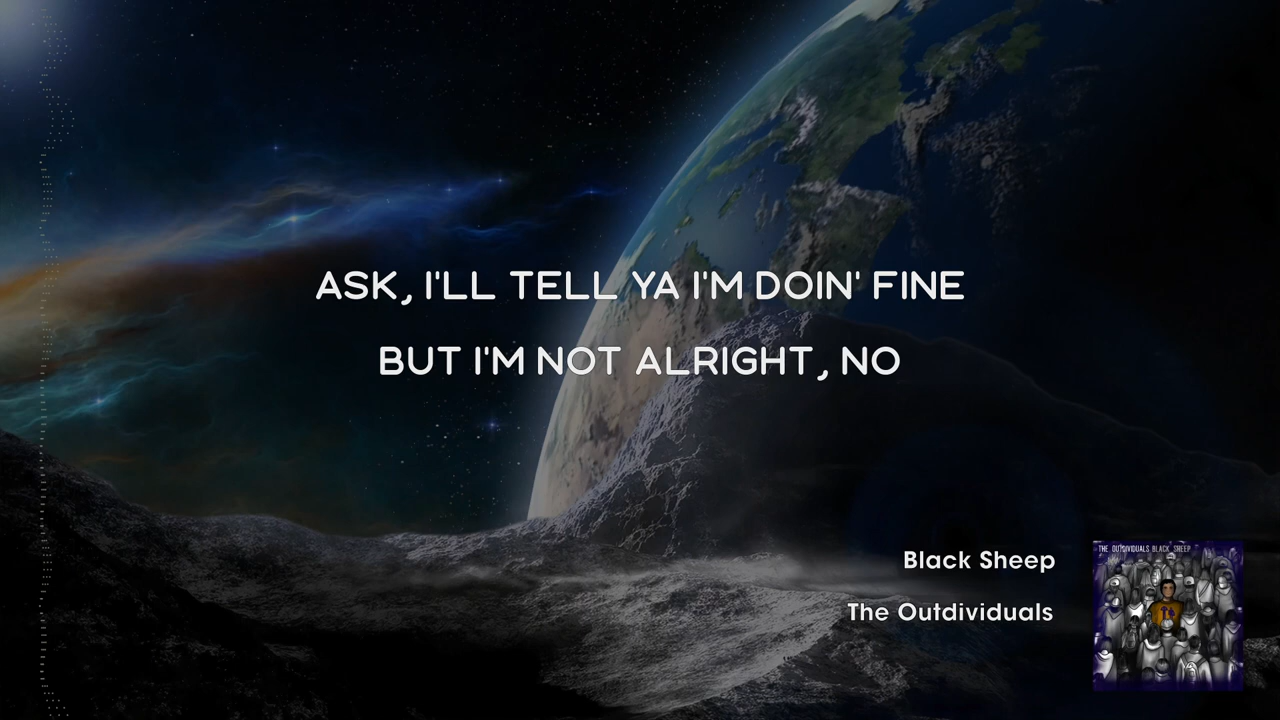 ASK, I'LL TELL YA I'M DOIN' FINE
BUT I'M NOT ALRIGHT, NO
Black Sheep
The Outdividuals
THE OUTDIVIDUALS BLACK SHEEP